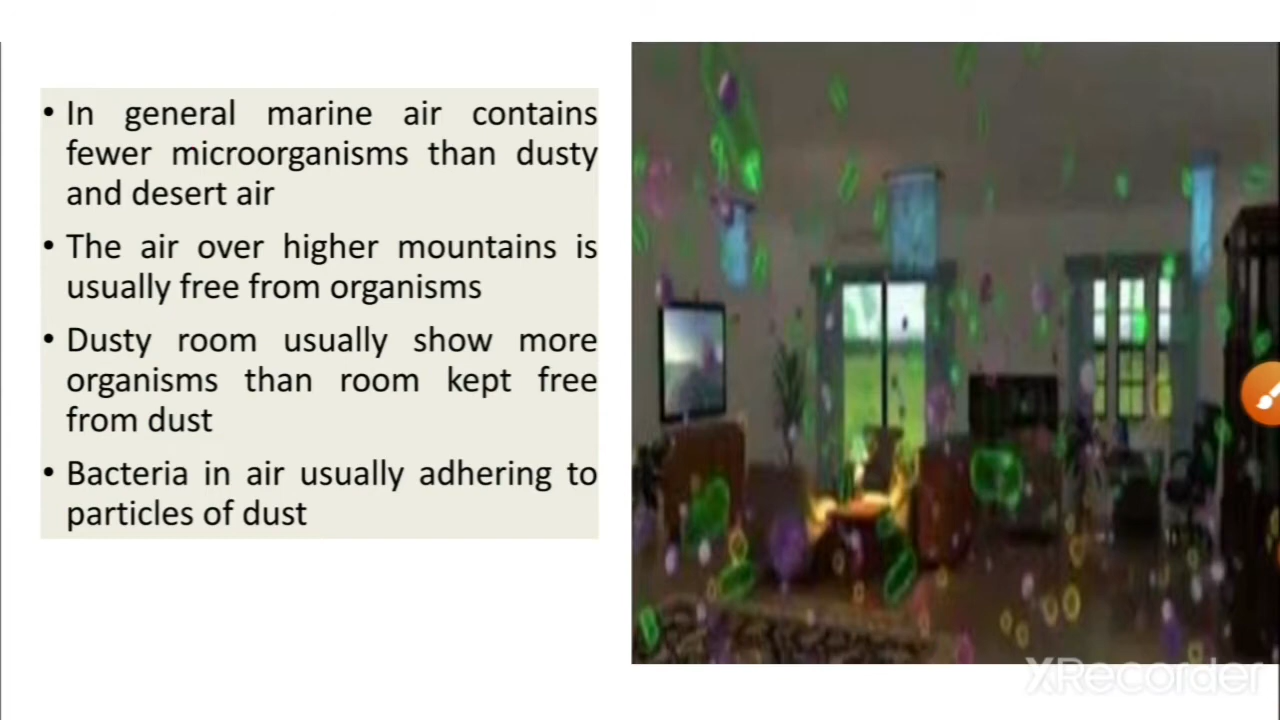 • In general marine air contains
fewer microorganisms than dusty
and desert air
• The air over higher mountains is
usually free from organisms
• Dusty room usually show more
organisms than room kept free
from dust
• Bacteria in air usually adhering to
particles of dust
XRecorder